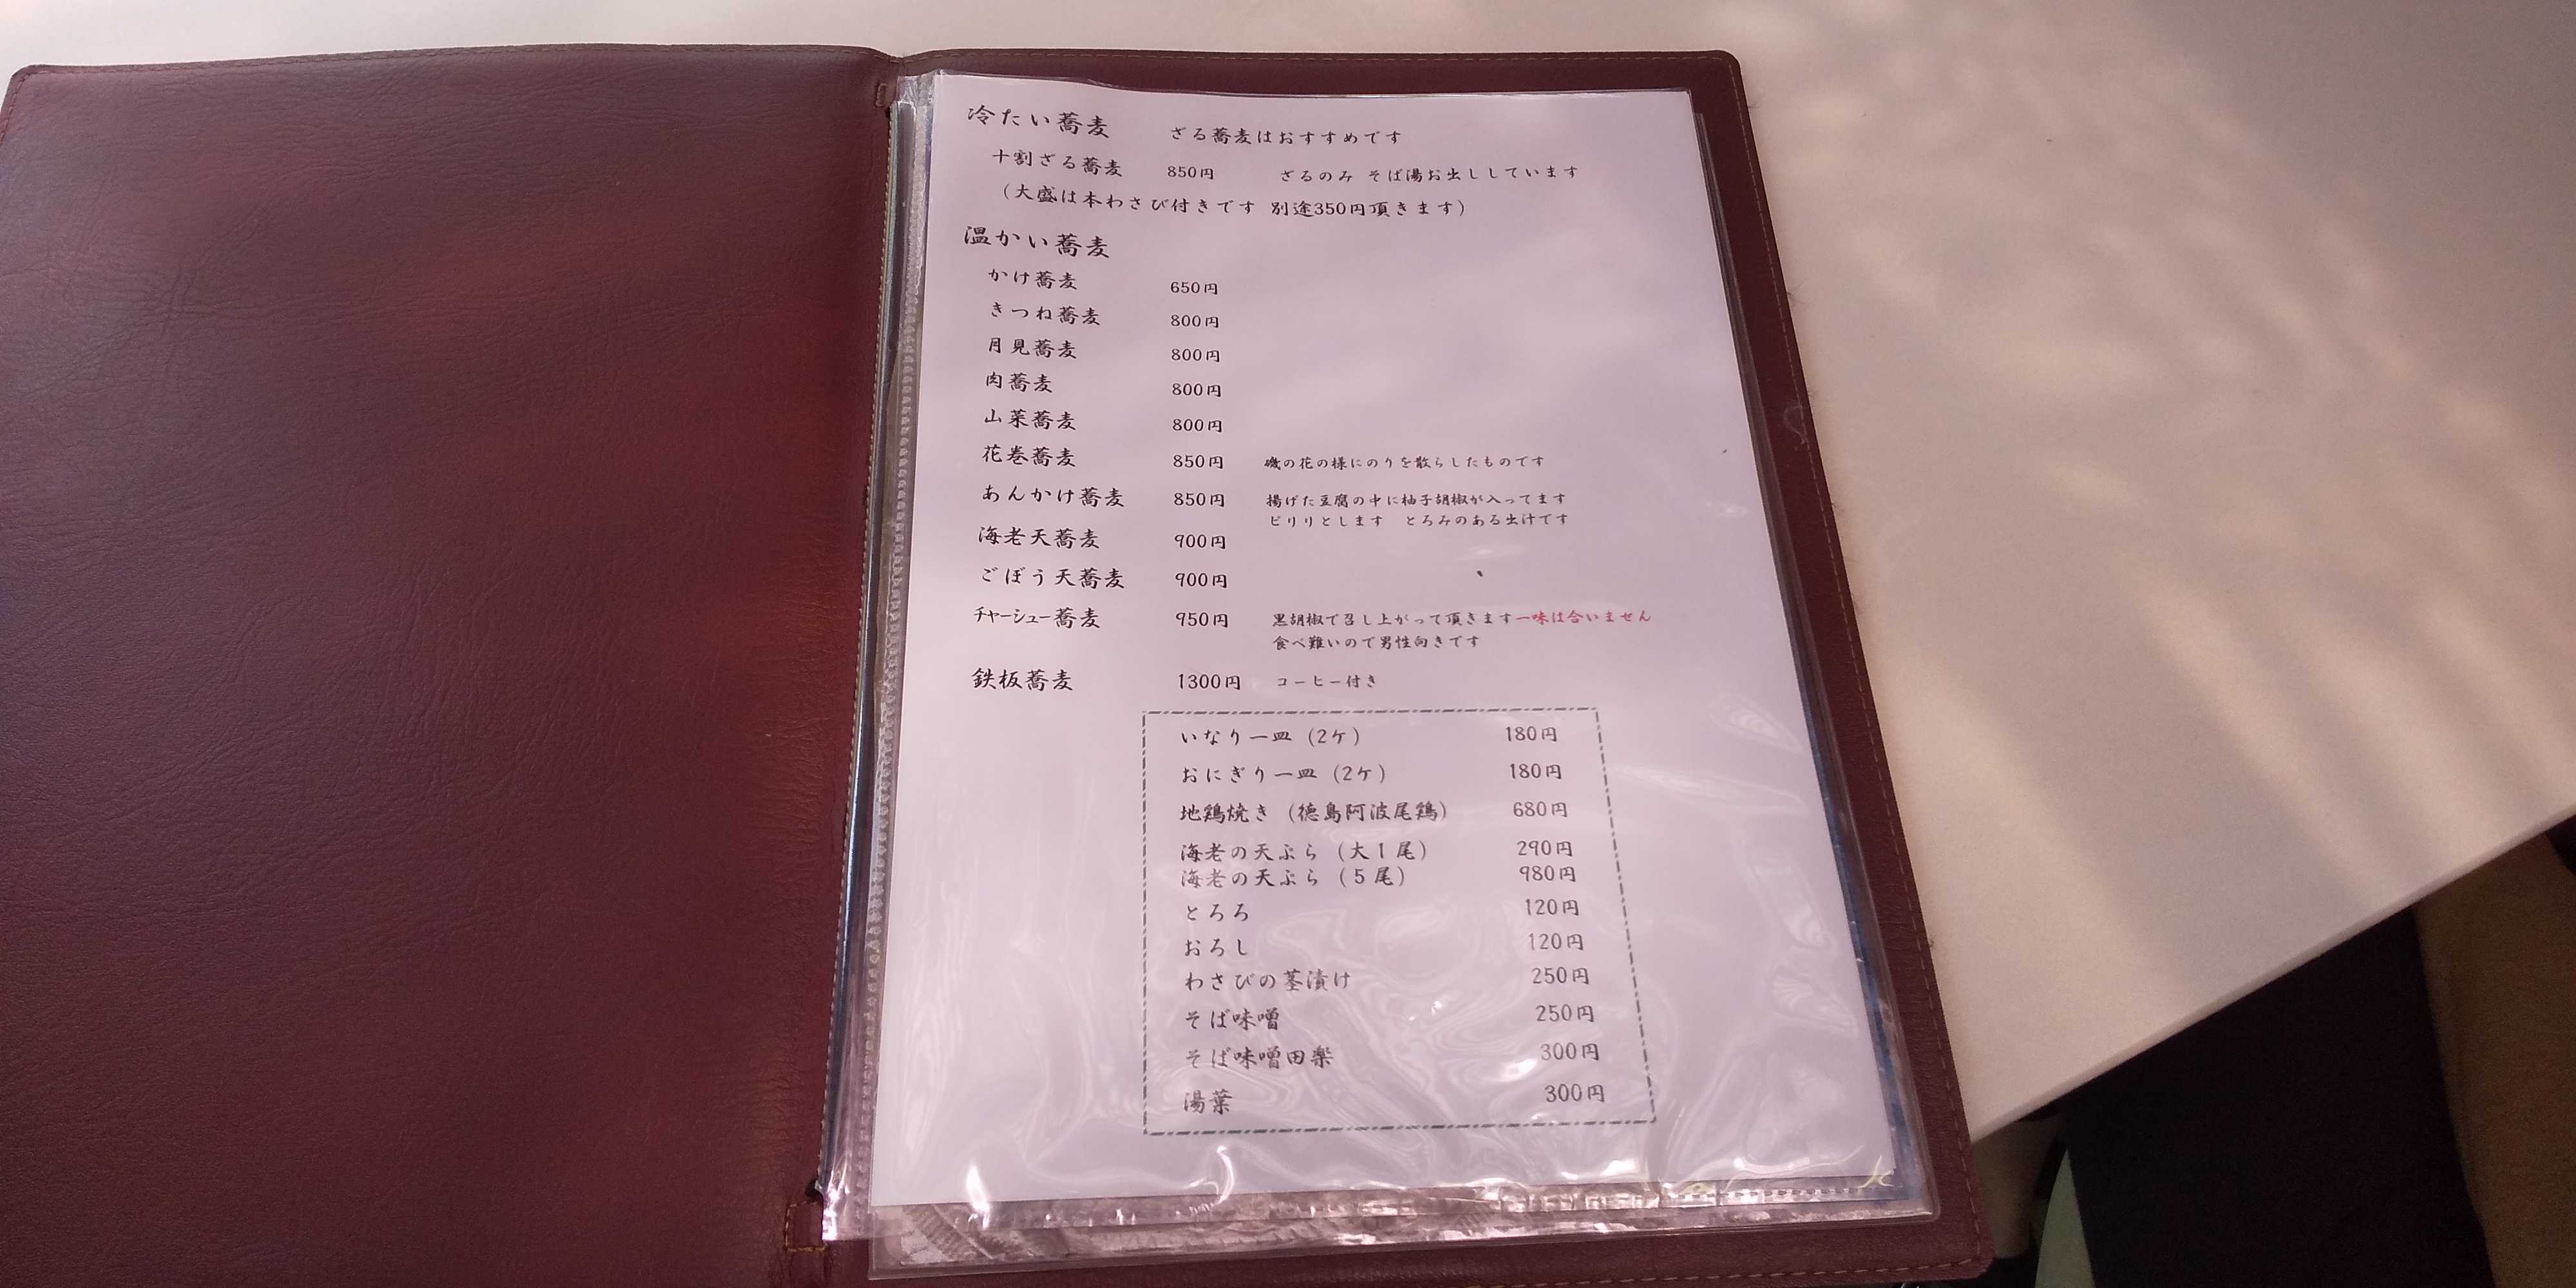 冷たい蕎麦 ざる蕎麦はおすすめです
十割ざる蕎麦 850円 ざるのみ そば湯お出ししています
（大盛は本わさび付きです 別途350円頂きます）
温かい蕎麦
かけ蕎麦 650円
きつね蕎麦 800円
月見蕎麦 800円
肉蕎麦 800円
山菜蕎麦 800円
花巻蕎麦 850円 磯の花の様にのりを散らしたものです
あんかけ蕎麦 850円 揚げた豆腐の中に柚子胡椒が入ってます
ピリリとします とろみのある出汁です
海老天蕎麦 900円
ごぼう天蕎麦 900円
チャーシュー蕎麦 950円 黒胡椒で召し上がって頂きます一味は合いません
食べ難いので男性向きです
鉄板蕎麦 1300円 コーヒー付き
いなり一皿（2ケ） 180円
おにぎり一皿（2ケ） 180円
地鶏焼き（徳島阿波尾鶏） 680円
海老の天ぷら（大1尾） 290円
海老の天ぷら（5尾） 980円
とろろ 120円
おろし 120円
わさびの茎漬け 250円
そば味噌 250円
そば味噌田楽 300円
湯葉 300円